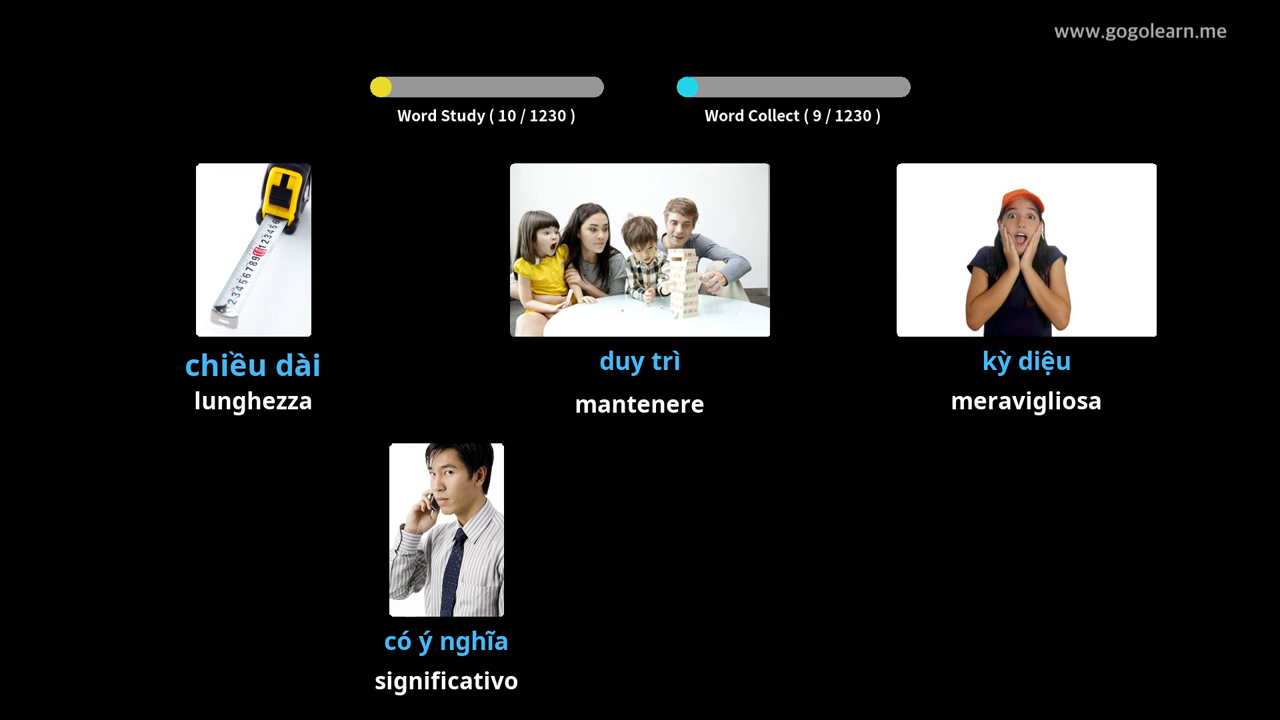 www.gogolearn.me
Word Study ( 10 / 1230 )
Word Collect ( 9 / 1230 )
chiều dài
lunghezza
duy trì
mantenere
kỳ diệu
meravigliosa
có ý nghĩa
significativo